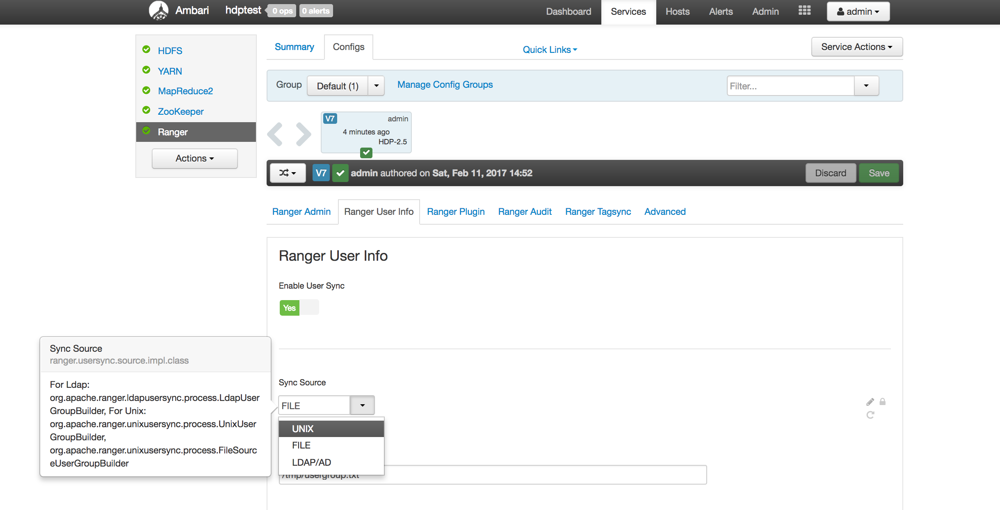 Ambari hdptest 0 ops 0 alerts Dashboard Services Hosts Alerts Admin admin
HDFS
YARN
MapReduce2
ZooKeeper
Ranger
Actions
Summary Configs Quick Links Service Actions
Group Default (1) Manage Config Groups Filter...
V7 admin
4 minutes ago
HDP-2.5
V7 admin authored on Sat, Feb 11, 2017 14:52 Discard Save
Ranger Admin Ranger User Info Ranger Plugin Ranger Audit Ranger Tagsync Advanced
Ranger User Info
Enable User Sync
Yes
Sync Source
ranger.usersync.source.impl.class
For Ldap:
org.apache.ranger.ldapusersync.process.LdapUser
GroupBuilder, For Unix:
org.apache.ranger.unixusersync.process.UnixUser
GroupBuilder,
org.apache.ranger.unixusersync.process.FileSourc
eUserGroupBuilder
Sync Source
FILE
UNIX
FILE
LDAP/AD
/tmp/usergroup.txt